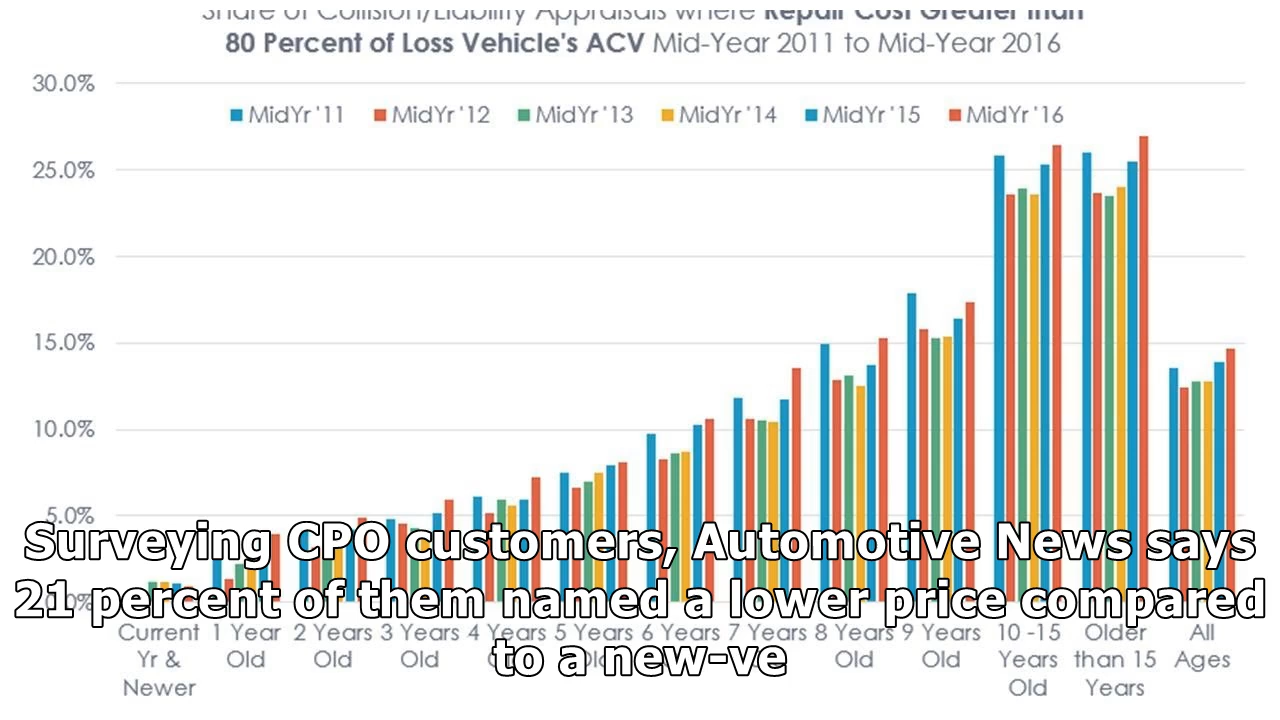 Share of Collision/Liability Appraisals Where Repair Cost Greater than
80 Percent of Loss Vehicle's ACV Mid-Year 2011 to Mid-Year 2016
30.0%
MidYr '11 MidYr '12 MidYr '13 MidYr '14 MidYr '15 MidYr '16
25.0%
20.0%
15.0%
10.0%
5.0%
Surveying CPO customers, Automotive News says
21 percent of them named a lower price compared
to a new-ve
Current 1 Year 2 Years 3 Years 4 Years 5 Years 6 Years 7 Years 8 Years 9 Years 10 -15 Older All
Yr & Old Old Old Old Old Old Years than 15 Ages
Newer Old Years